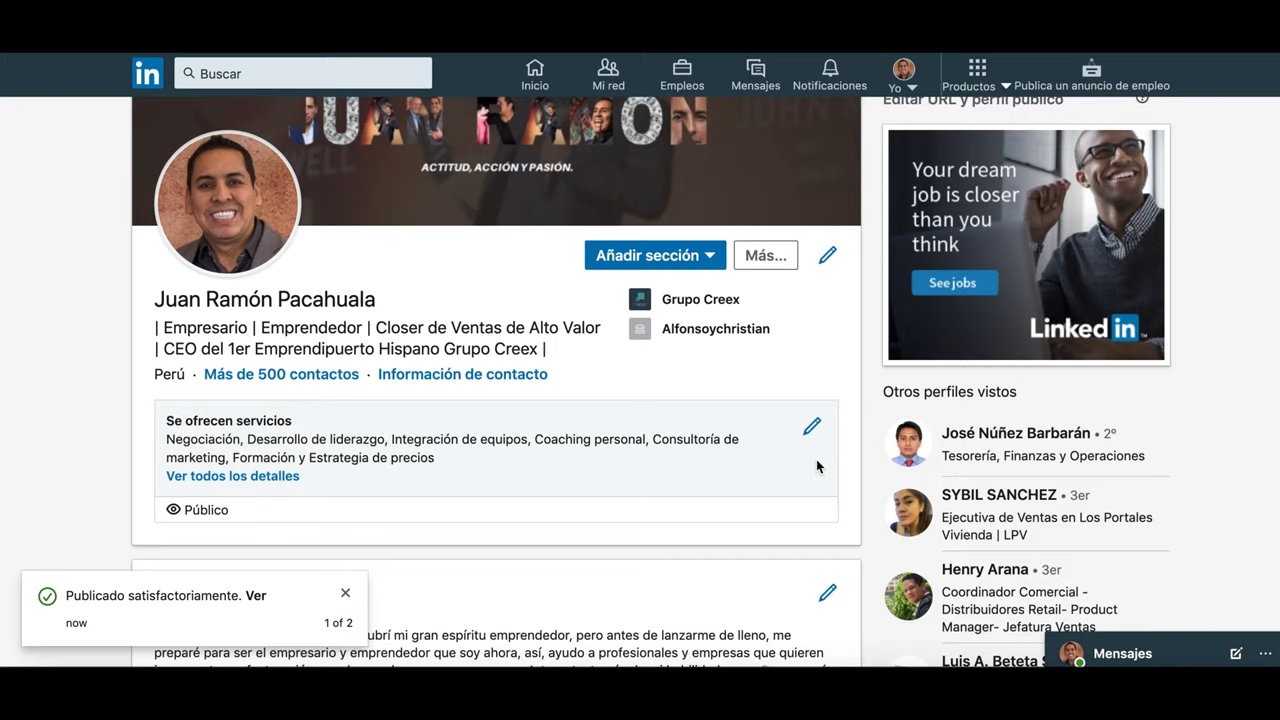 in
Buscar
Inicio
Mi red
Empleos
Mensajes
Notificaciones
Yo
Productos
Publica un anuncio de empleo
JUAN RAMÓN
ACTITUD, ACCIÓN Y PASIÓN.
Editar URL y perfil público
Añadir sección
Más...
Juan Ramón Pacahuala
| Empresario | Emprendedor | Closer de Ventas de Alto Valor
| CEO del 1er Emprendipuerto Hispano Grupo Creex |
Perú · Más de 500 contactos · Información de contacto
Grupo Creex
Alfonsoychristian
Se ofrecen servicios
Negociación, Desarrollo de liderazgo, Integración de equipos, Coaching personal, Consultoría de
marketing, Formación y Estrategia de precios
Ver todos los detalles
Público
Publicado satisfactoriamente. Ver
now
1 of 2
ubrí mi gran espíritu emprendedor, pero antes de lanzarme de lleno, me
preparé para ser el empresario y emprendedor que soy ahora, así, ayudo a profesionales y empresas que quieren
Your dream
job is closer
than you
think
See jobs
Linked in
Otros perfiles vistos
José Núñez Barbarán • 2º
Tesorería, Finanzas y Operaciones
SYBIL SANCHEZ • 3er
Ejecutiva de Ventas en Los Portales
Vivienda | LPV
Henry Arana • 3er
Coordinador Comercial -
Distribuidores Retail- Product
Manager- Jefatura Ventas
Luis A. Beteta
Mensajes